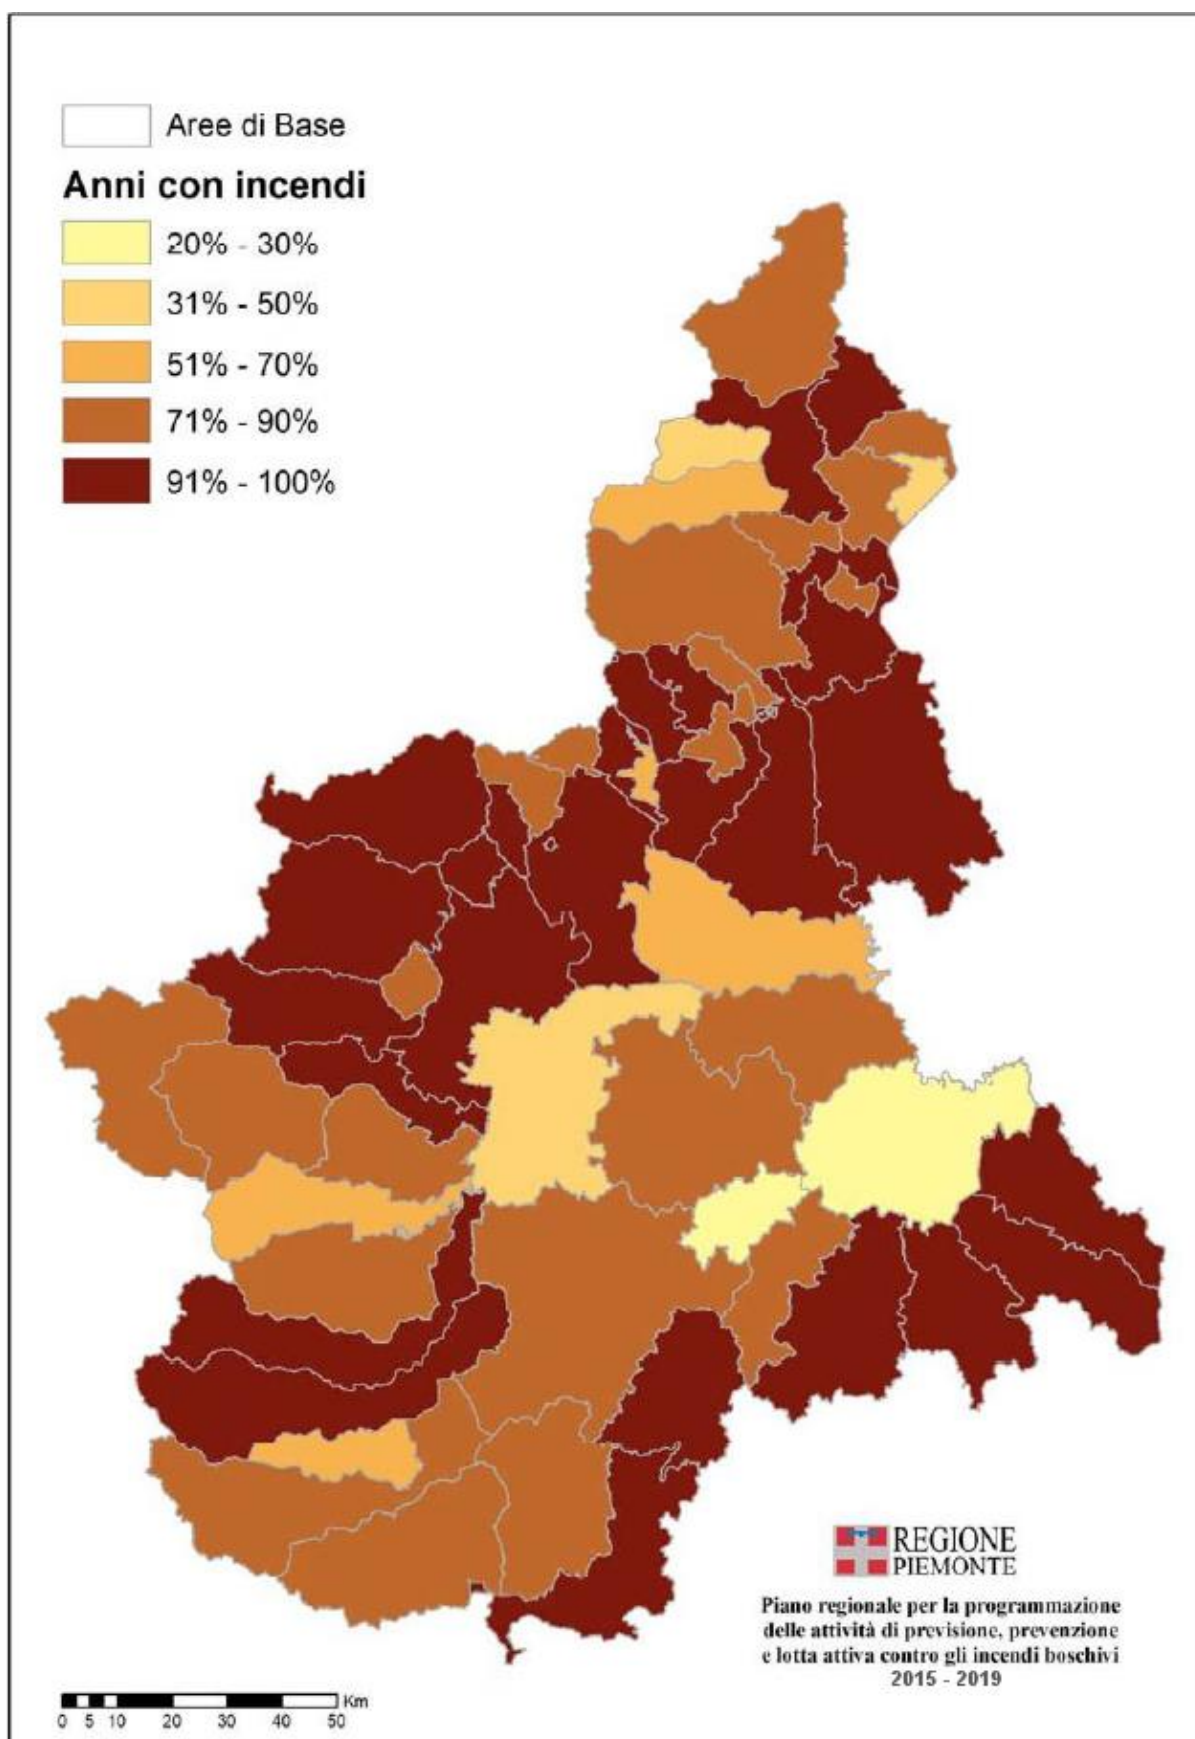 Aree di Base
Anni con incendi
20% - 30%
31% - 50%
51% - 70%
71% - 90%
91% - 100%
REGIONE
PIEMONTE
Piano regionale per la programmazione
delle attività di previsione, prevenzione
e lotta attiva contro gli incendi boschivi
2015 - 2019
Km
0 5 10 20 30 40 50